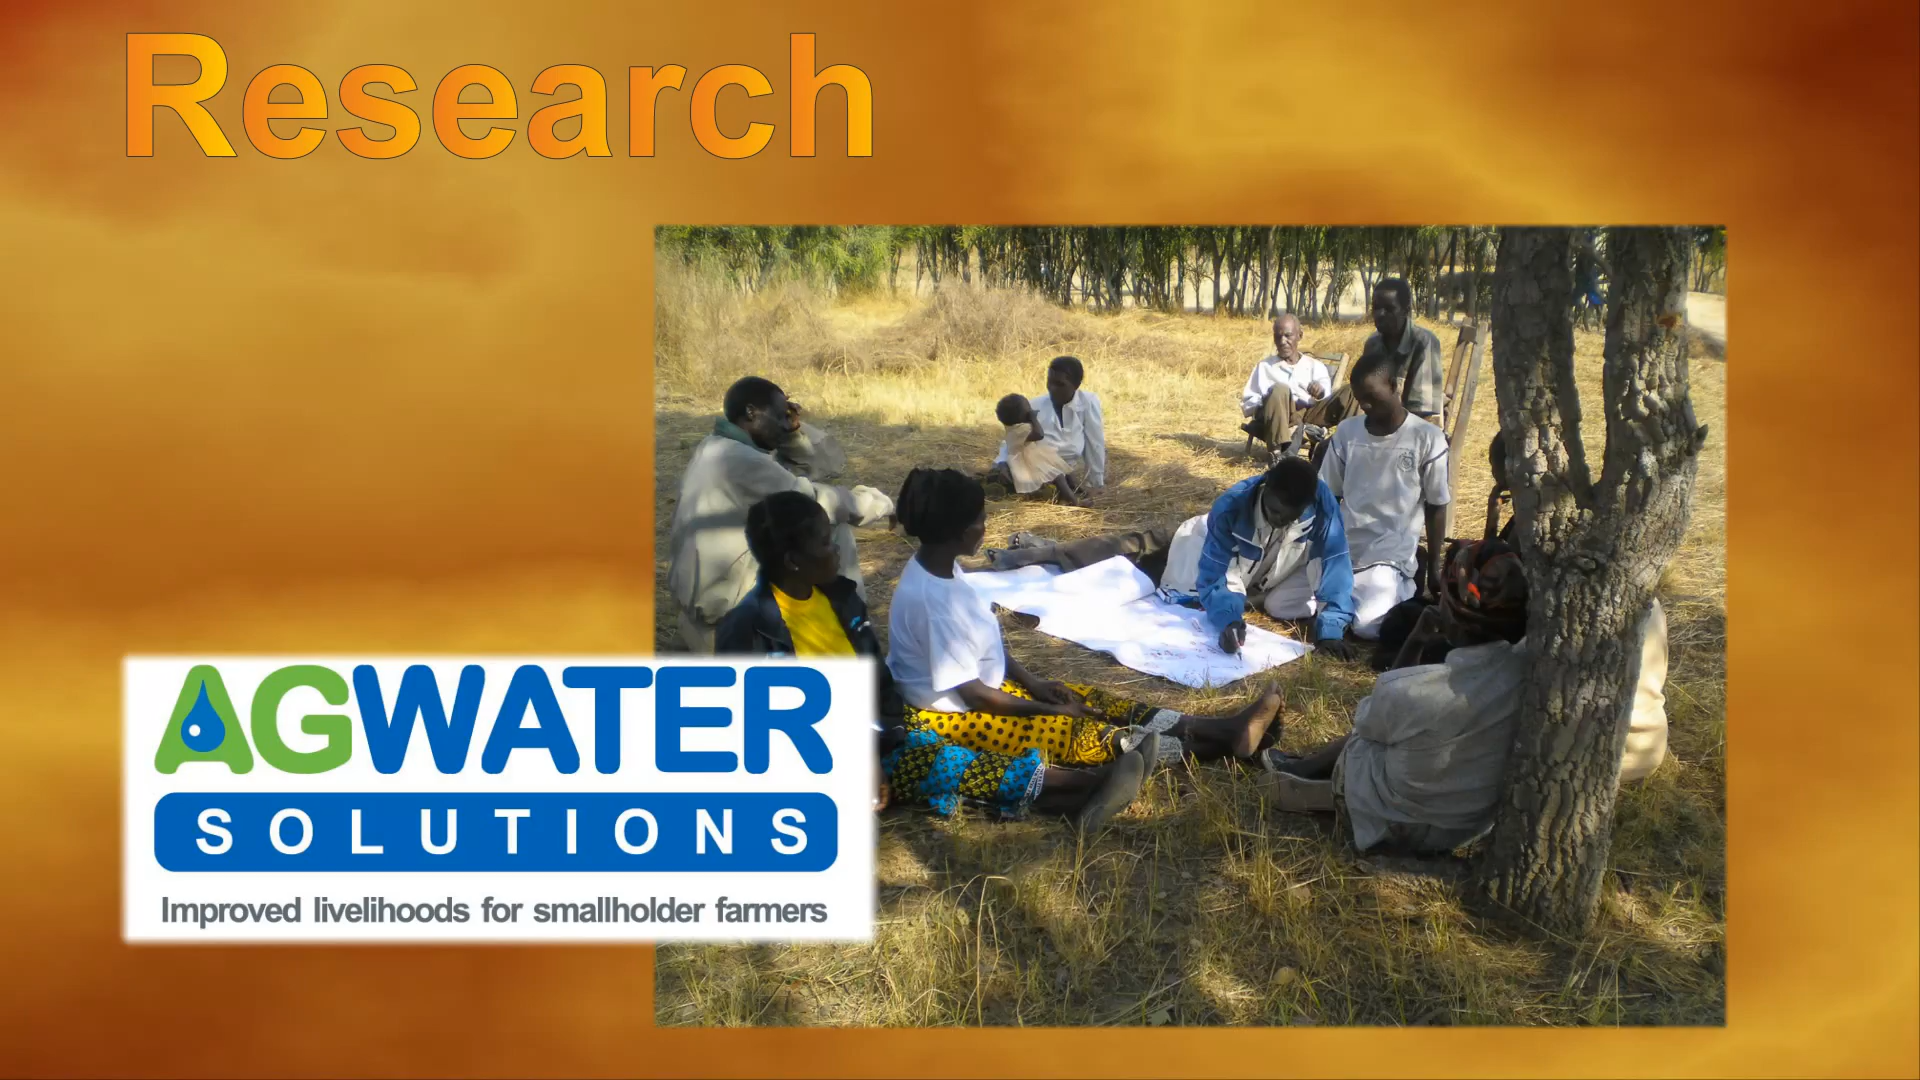 Research
AGWATER
SOLUTIONS
Improved livelihoods for smallholder farmers